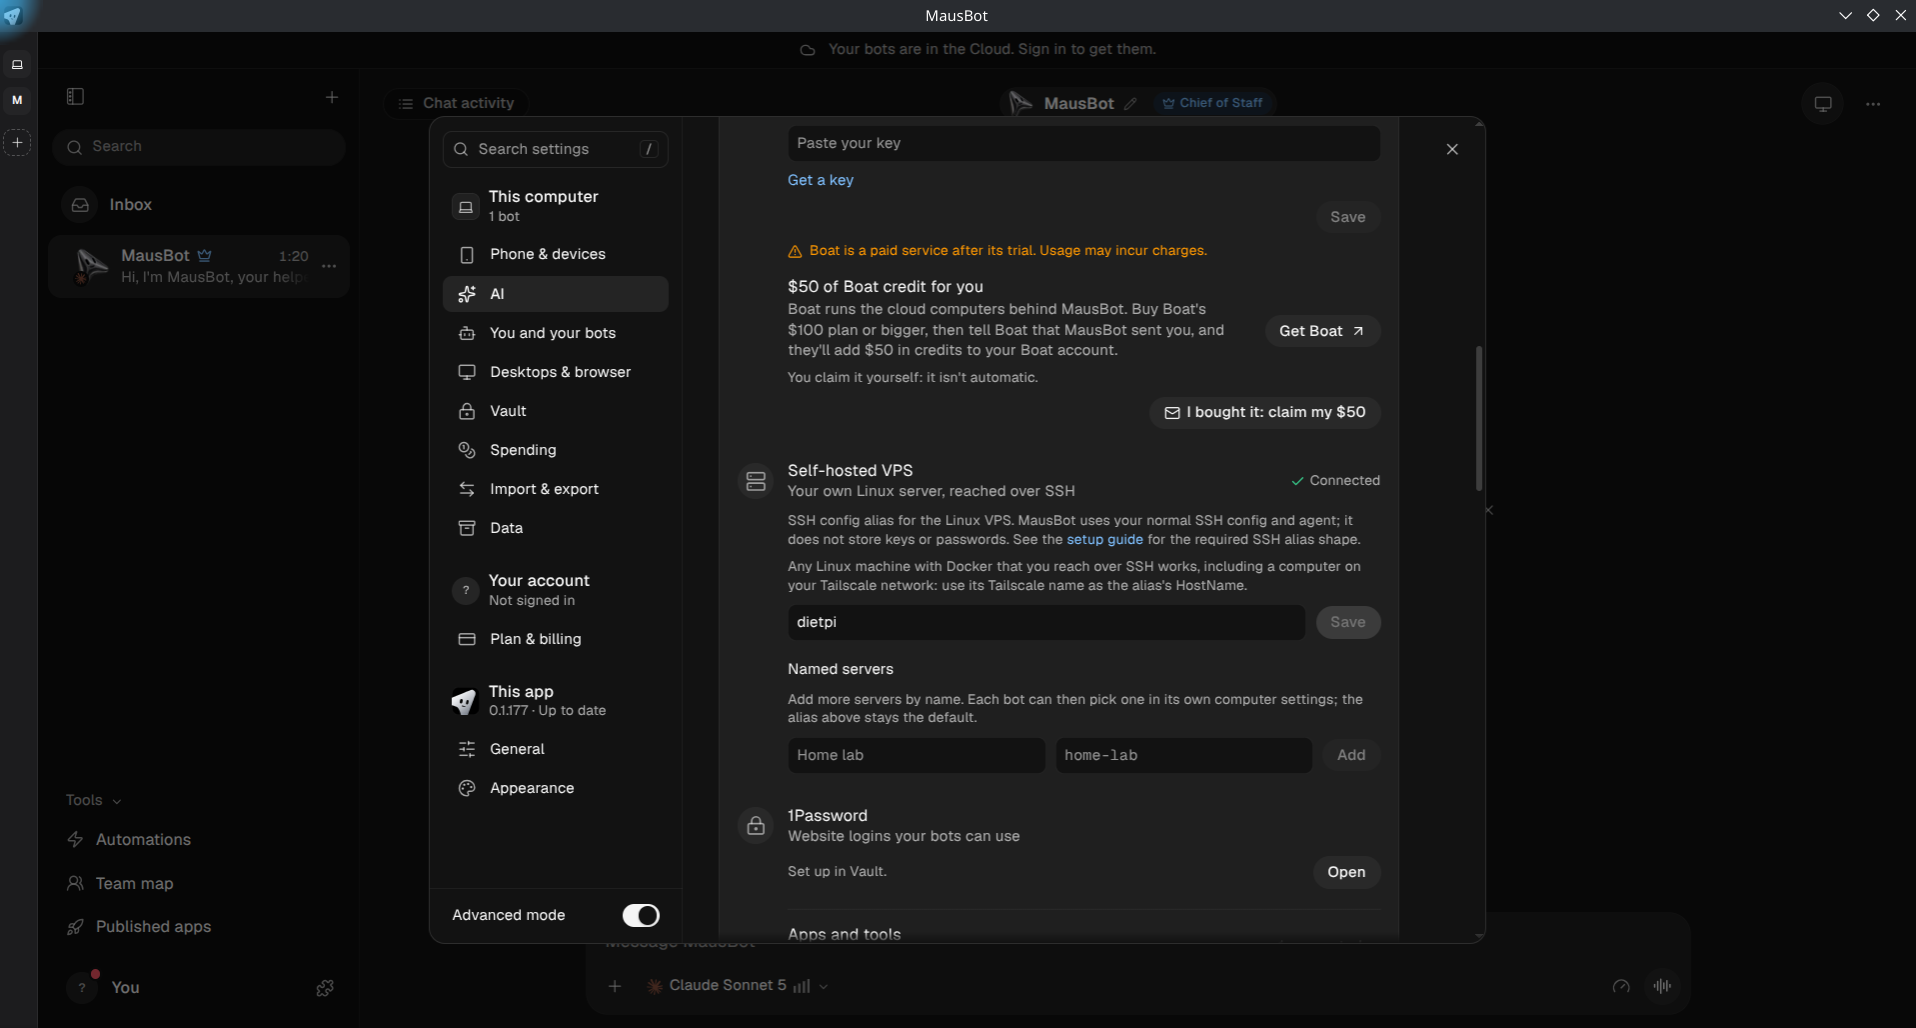 MausBot
Your bots are in the Cloud. Sign in to get them.
M
Search
Inbox
MausBot 1:20
Hi, I'm MausBot, your help
Tools
Automations
Team map
Published apps
? You
Chat activity
MausBot Chief of Staff
Search settings /
This computer
1 bot
Phone & devices
AI
You and your bots
Desktops & browser
Vault
Spending
Import & export
Data
? Your account
Not signed in
Plan & billing
This app
0.1.177 · Up to date
General
Appearance
Advanced mode
Paste your key
Get a key
Save
Boat is a paid service after its trial. Usage may incur charges.
$50 of Boat credit for you
Boat runs the cloud computers behind MausBot. Buy Boat's
$100 plan or bigger, then tell Boat that MausBot sent you, and
they'll add $50 in credits to your Boat account.
Get Boat
You claim it yourself: it isn't automatic.
I bought it: claim my $50
Self-hosted VPS
Your own Linux server, reached over SSH
Connected
SSH config alias for the Linux VPS. MausBot uses your normal SSH config and agent; it
does not store keys or passwords. See the setup guide for the required SSH alias shape.
Any Linux machine with Docker that you reach over SSH works, including a computer on
your Tailscale network: use its Tailscale name as the alias's HostName.
dietpi Save
Named servers
Add more servers by name. Each bot can then pick one in its own computer settings; the
alias above stays the default.
Home lab home-lab Add
1Password
Website logins your bots can use
Set up in Vault. Open
Apps and tools
Message MausBot
Claude Sonnet 5